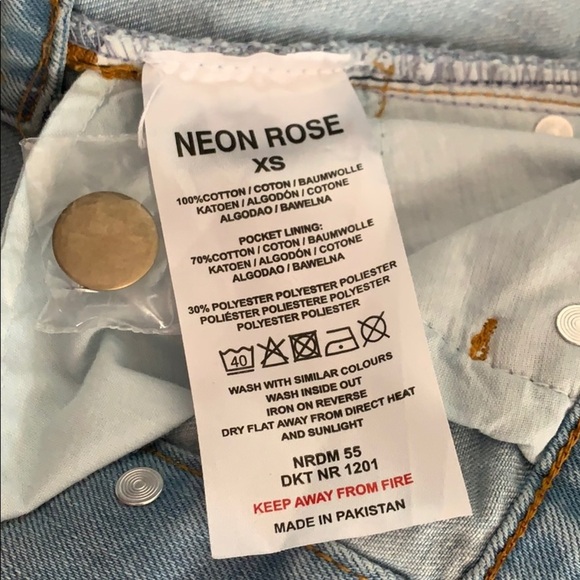 NEON ROSE
XS
100%COTTON / COTON / BAUMWOLLE
KATOEN / ALGODÓN / COTONE
ALGODAO / BAWELNA
POCKET LINING:
70%COTTON / COTON / BAUMWOLLE
KATOEN / ALGODÓN / COTONE
ALGODAO / BAWELNA
30% POLYESTER POLYESTER POLIESTER
POLIÉSTER POLIESTERE POLYESTER
POLYESTER POLYESTER
40
WASH WITH SIMILAR COLOURS
WASH INSIDE OUT
IRON ON REVERSE
DRY FLAT AWAY FROM DIRECT HEAT
AND SUNLIGHT
NRDM 55
DKT NR 1201
KEEP AWAY FROM FIRE
MADE IN PAKISTAN